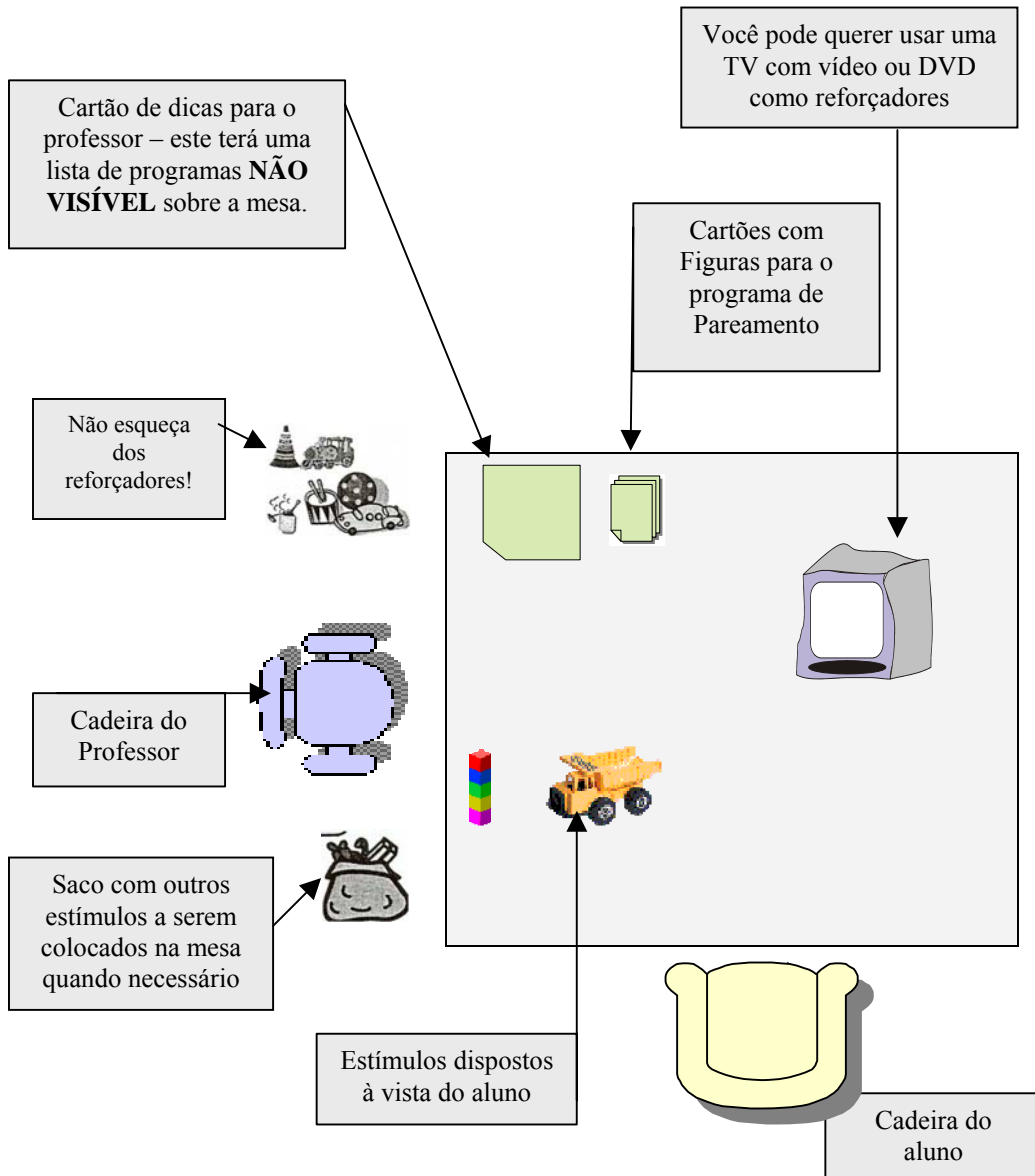 Você pode querer usar uma
TV com vídeo ou DVD
como reforçadores
Cartão de dicas para o
professor – este terá uma
lista de programas NÃO
VISÍVEL sobre a mesa.
Cartões com
Figuras para o
programa de
Pareamento
Não esqueça
dos
reforçadores!
Cadeira do
Professor
Saco com outros
estímulos a serem
colocados na mesa
quando necessário
Estímulos dispostos
à vista do aluno
Cadeira do
aluno